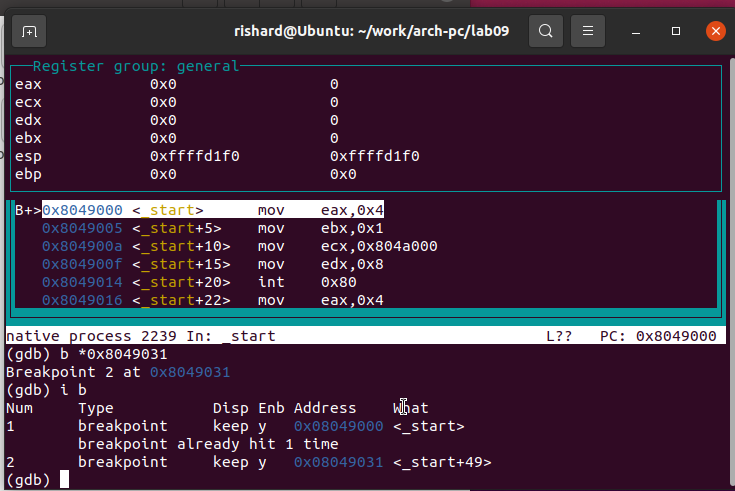 rishard@Ubuntu: ~/work/arch-pc/lab09
Register group: general
eax 0x0 0
ecx 0x0 0
edx 0x0 0
ebx 0x0 0
esp 0xffffd1f0 0xffffd1f0
ebp 0x0 0x0
B+>0x8049000 <_start> mov eax,0x4
0x8049005 <_start+5> mov ebx,0x1
0x804900a <_start+10> mov ecx,0x804a000
0x804900f <_start+15> mov edx,0x8
0x8049014 <_start+20> int 0x80
0x8049016 <_start+22> mov eax,0x4
native process 2239 In: _start L?? PC: 0x8049000
(gdb) b *0x8049031
Breakpoint 2 at 0x8049031
(gdb) i b
Num Type Disp Enb Address What
1 breakpoint keep y 0x08049000 <_start>
breakpoint already hit 1 time
2 breakpoint keep y 0x08049031 <_start+49>
(gdb)